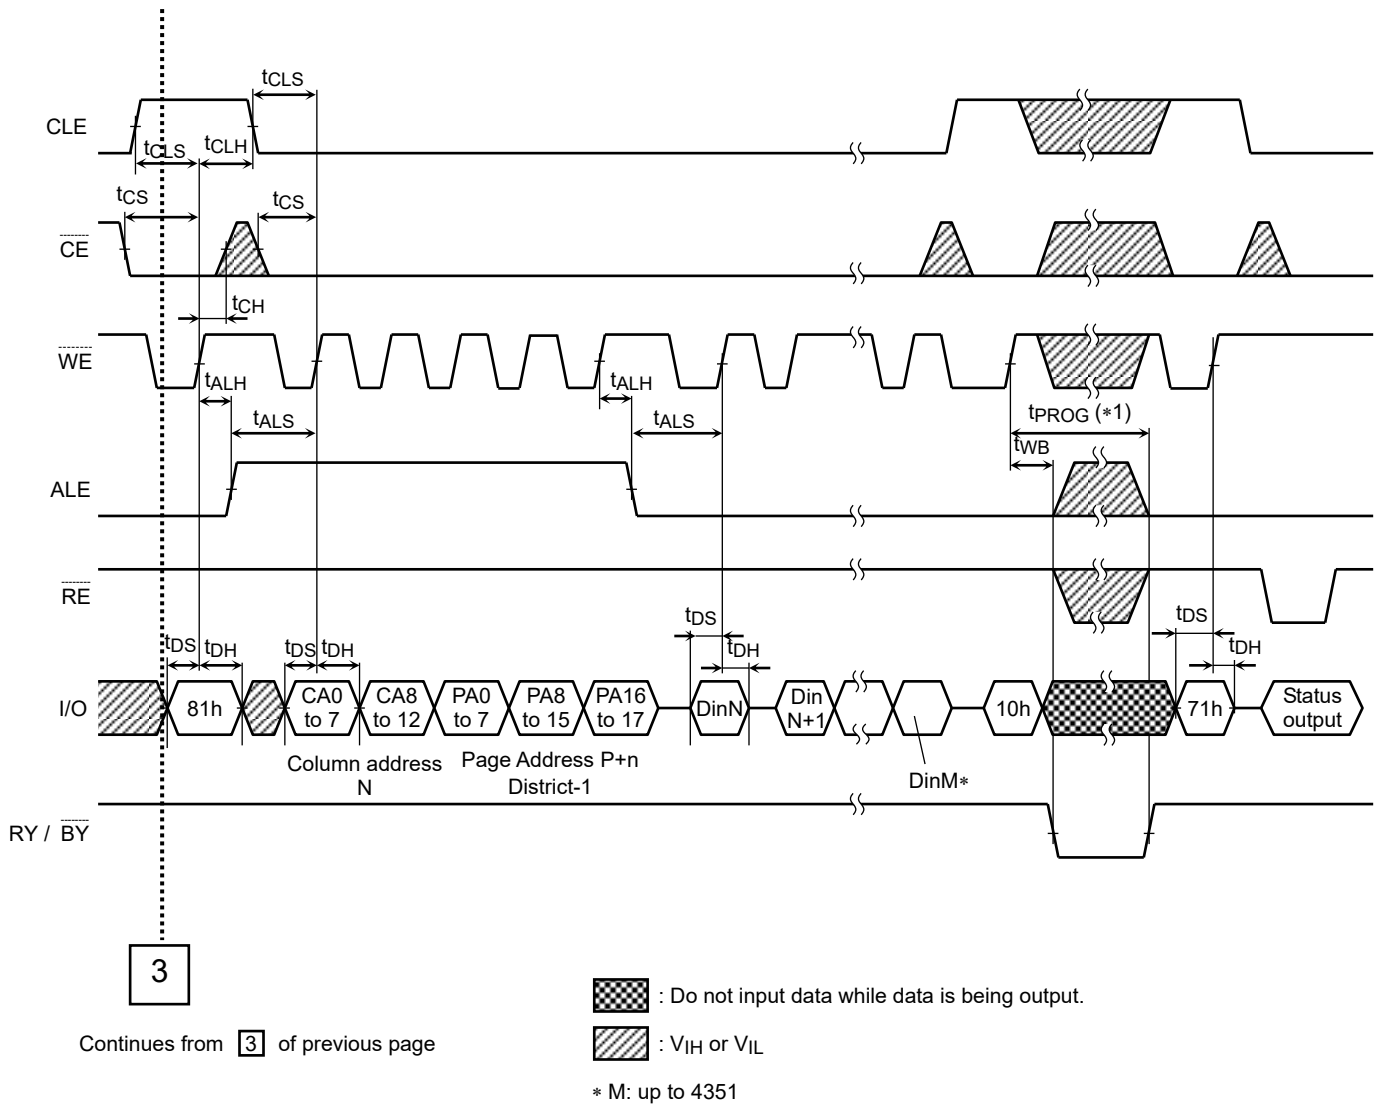 tCLS
CLE
tCLS
tCLH
tCS
tCS
CE
tCH
WE
tALH
tALH
tALS
tALS
tPROG (∗1)
tWB
ALE
RE
tDS
tDS
tDH
tDS
tDH
tDS
tDH
tDH
I/O
81h
CA0 to 7
CA8 to 12
PA0 to 7
PA8 to 15
PA16 to 17
DinN
Din N+1
10h
71h
Status output
Column address
N
Page Address P+n
District-1
DinM∗
RY / BY
3
: Do not input data while data is being output.
Continues from 3 of previous page
: VIH or VIL
∗ M: up to 4351